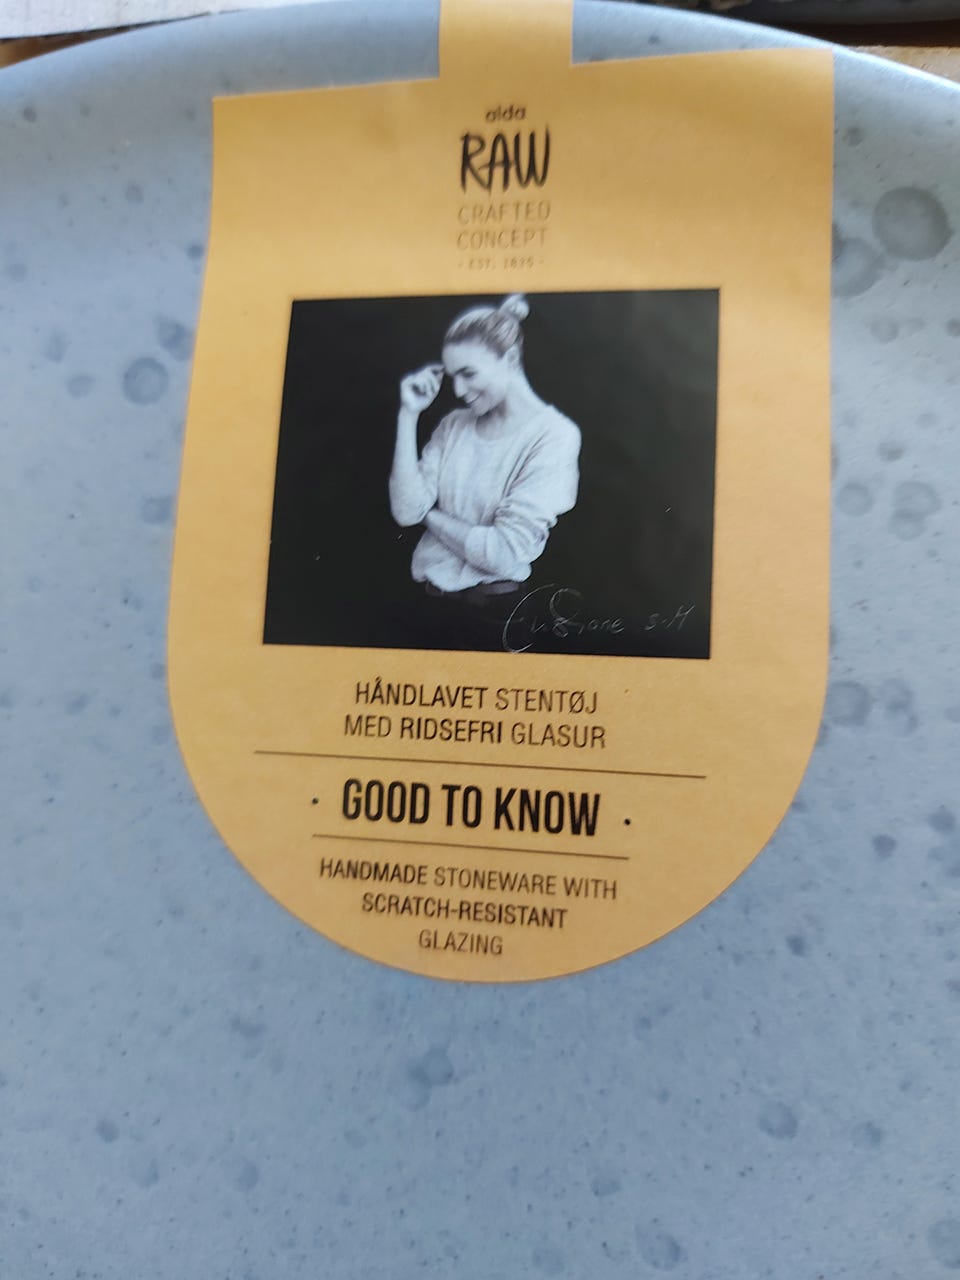 aida
RAW
CRAFTED
CONCEPT
- EST. 1895 -
Christiane S-H
HÅNDLAVET STENTØJ
MED RIDSEFRI GLASUR
· GOOD TO KNOW ·
HANDMADE STONEWARE WITH
SCRATCH-RESISTANT
GLAZING